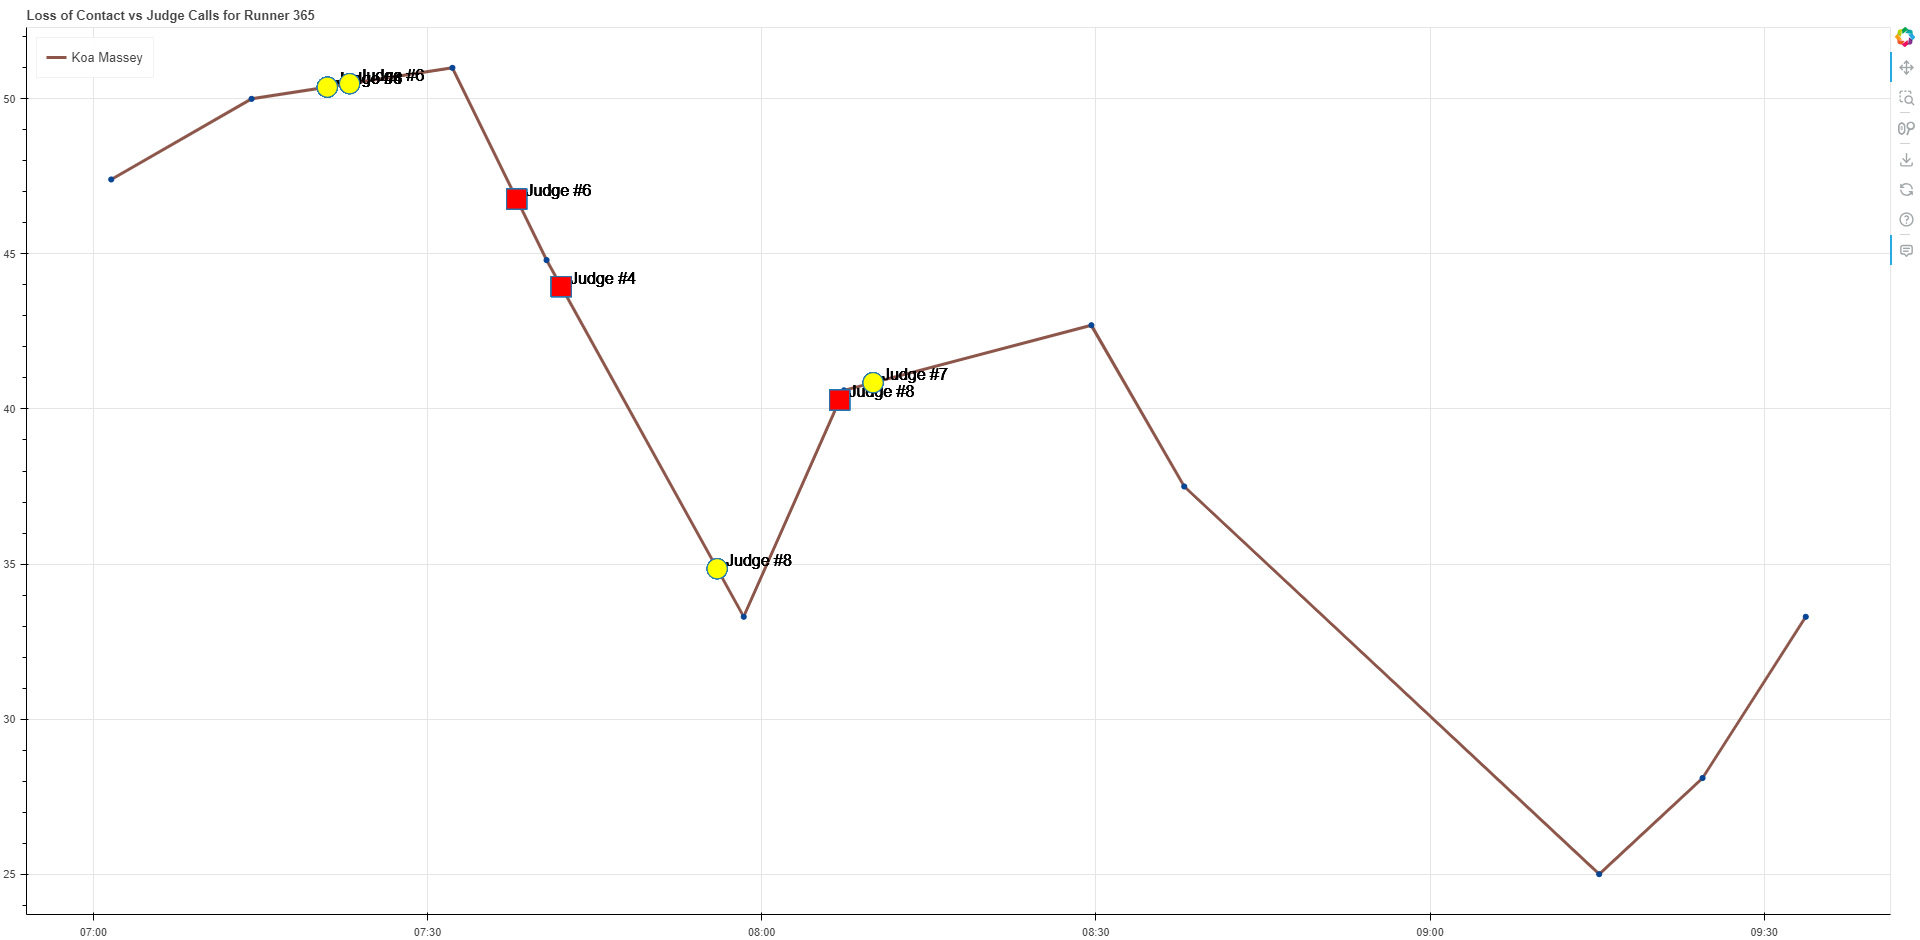 Loss of Contact vs Judge Calls for Runner 365
Koa Massey
Judge #6
Judge #6
Judge #4
Judge #8
Judge #7
Judge #8
50
45
40
35
30
25
07:00
07:30
08:00
08:30
09:00
09:30